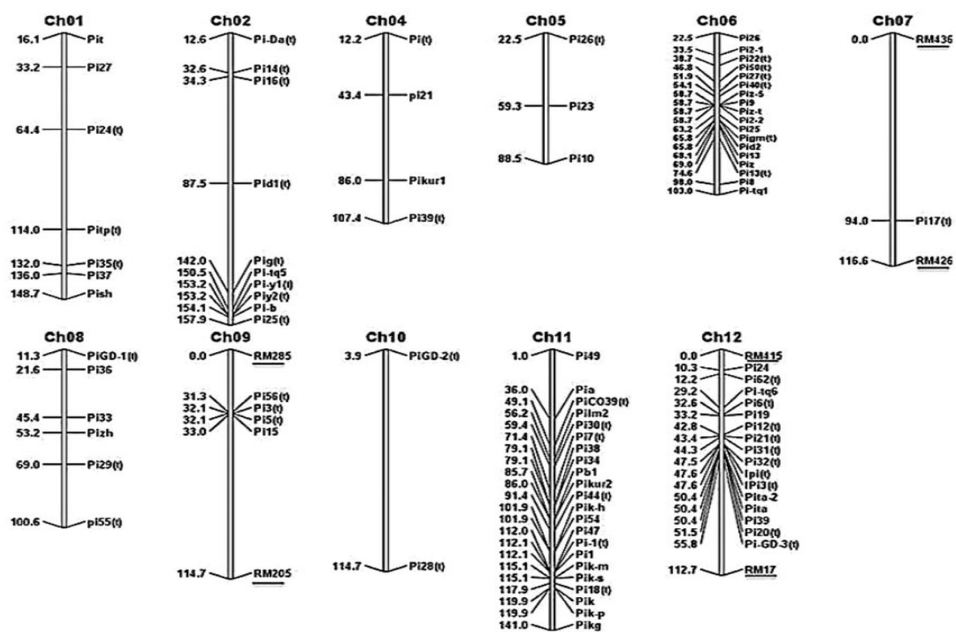 Ch01
16.1 Pit
33.2 Pi27
64.4 Pi24(t)
114.0 Pitp(t)
132.0 Pi35(t)
136.0 Pi37
148.7 Pish
Ch02
12.6 Pi-Da(t)
32.6 Pi14(t)
34.3 Pi16(t)
87.5 Pid1(t)
142.0 Pig(t)
150.5 Pi-tq5
153.2 Pi-y1(t)
153.2 Piy2(t)
154.1 Pi-b
157.9 Pi25(t)
Ch04
12.2 Pi(t)
43.4 pi21
86.0 Pikur1
107.4 Pi39(t)
Ch05
22.5 Pi26(t)
59.3 Pi23
88.5 Pi10
Ch06
22.5 Pi26
33.5 Pi2-1
38.7 Pi22(t)
46.8 Pi50(t)
51.9 Pi27(t)
54.1 Pi40(t)
58.7 Piz-5
58.7 Pi9
58.7 Piz-t
58.7 Pi2-2
63.2 Pi25
65.8 Pigm(t)
65.8 Pid2
68.1 Pi13
69.0 Piz
74.6 Pi13(t)
98.0 Pi8
103.0 Pi-tq1
Ch07
0.0 RM436
94.0 Pi17(t)
116.6 RM426
Ch08
11.3 PiGD-1(t)
21.6 Pi36
45.4 Pi33
53.2 Pizh
69.0 Pi29(t)
100.6 pi55(t)
Ch09
0.0 RM285
31.3 Pi56(t)
32.1 Pi3(t)
32.1 Pi5(t)
33.0 Pi15
114.7 RM205
Ch10
3.9 PiGD-2(t)
114.7 Pi28(t)
Ch11
1.0 Pi49
36.0 Pia
49.1 PiCO39(t)
56.2 Pilm2
59.4 Pi30(t)
71.4 Pi7(t)
79.1 Pi38
79.1 Pi34
85.7 Pb1
86.0 Pikur2
91.4 Pi44(t)
101.9 Pik-h
101.9 Pi54
112.0 Pi47
112.1 Pi-1(t)
112.1 Pi1
115.1 Pik-m
115.1 Pik-s
117.9 Pi18(t)
119.9 Pik
119.9 Pik-p
141.0 Pikg
Ch12
0.0 RM415
10.3 Pi24
12.2 Pi62(t)
29.2 Pi-tq6
32.6 Pi6(t)
33.2 Pi19
42.8 Pi12(t)
43.4 Pi21(t)
44.3 Pi31(t)
47.5 Pi32(t)
47.6 Ipi(t)
47.6 IPi3(t)
50.4 Pita-2
50.4 Pita
50.4 Pi39
51.5 Pi20(t)
55.8 Pi-GD-3(t)
112.7 RM17